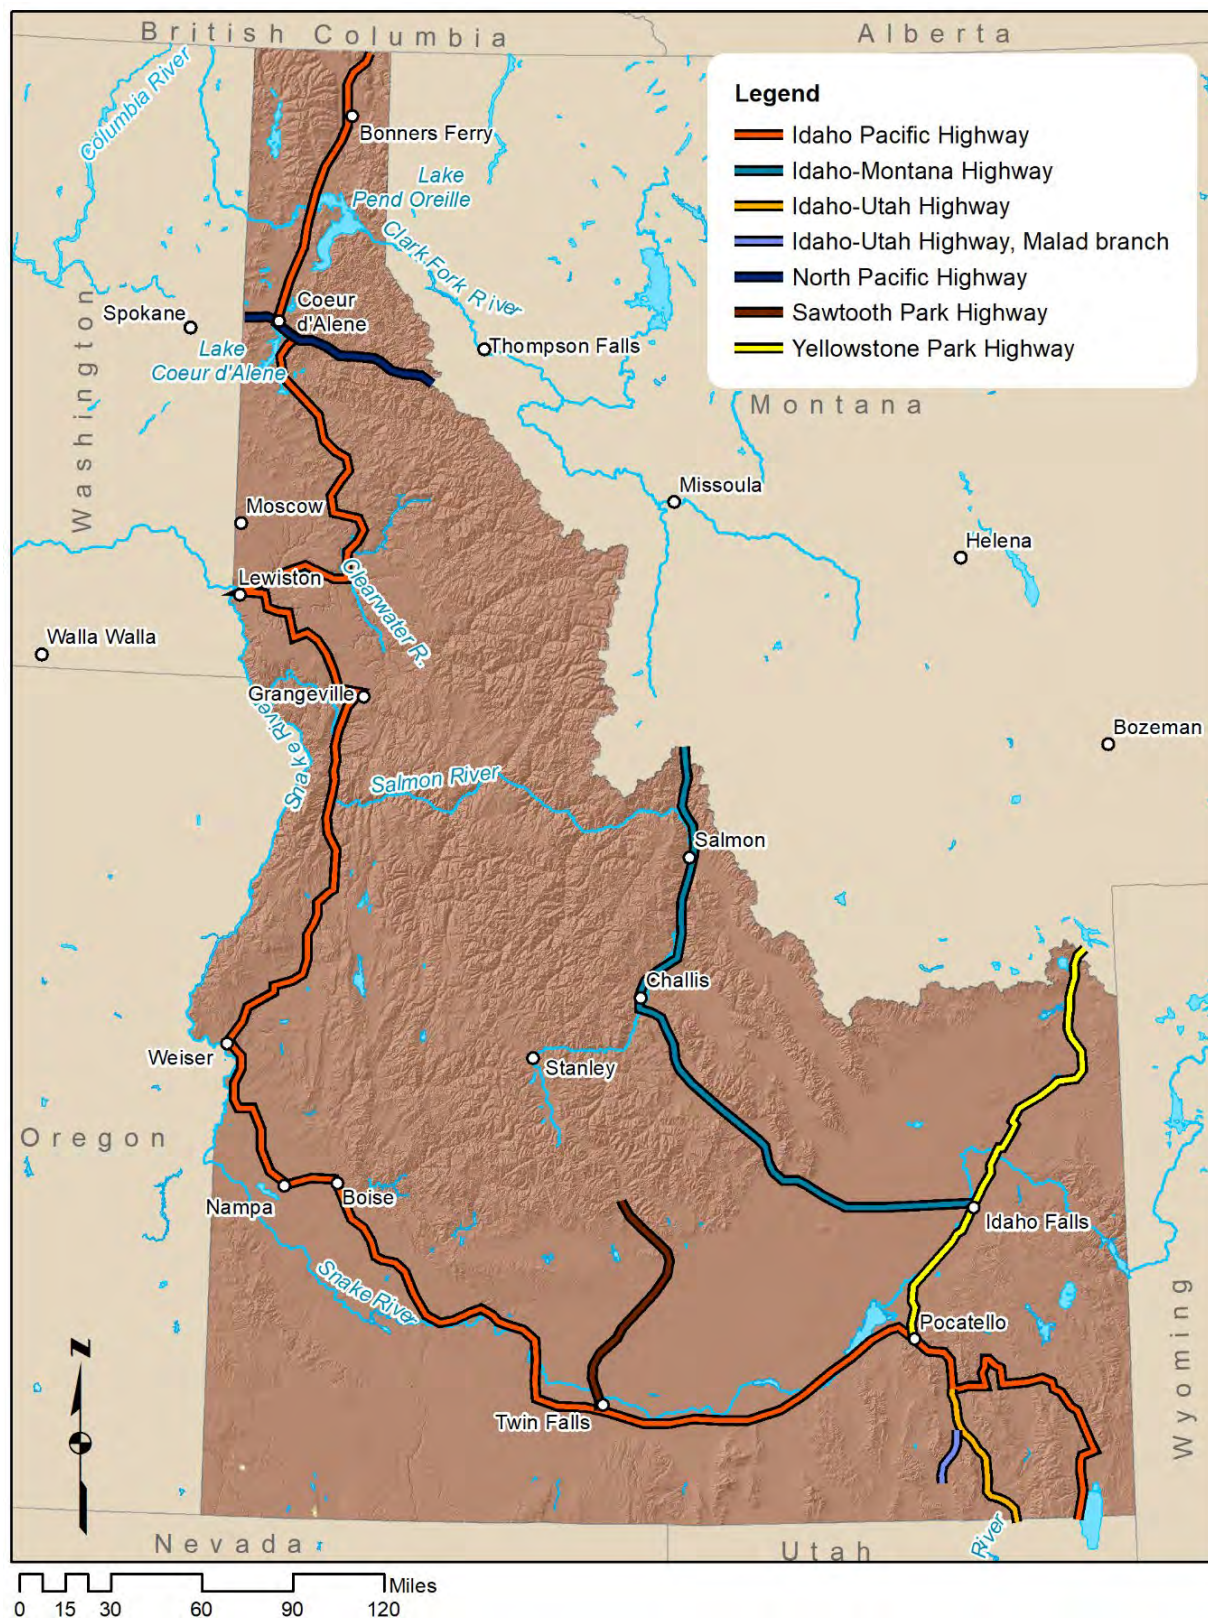 British Columbia
Alberta
Columbia River
Legend
Idaho Pacific Highway
Idaho-Montana Highway
Idaho-Utah Highway
Idaho-Utah Highway, Malad branch
North Pacific Highway
Sawtooth Park Highway
Yellowstone Park Highway
Bonners Ferry
Lake
Pend Oreille
Clark Fork River
Washington
Spokane
Coeur
d'Alene
Lake
Coeur d'Alene
Thompson Falls
Montana
Missoula
Moscow
Helena
Lewiston
Clearwater R.
Walla Walla
Grangeville
Snake River
Bozeman
Salmon River
Salmon
Challis
Weiser
Stanley
Oregon
Nampa
Boise
Idaho Falls
Snake River
Pocatello
Wyoming
Twin Falls
N
Nevada
Utah
River
Miles
0 15 30 60 90 120